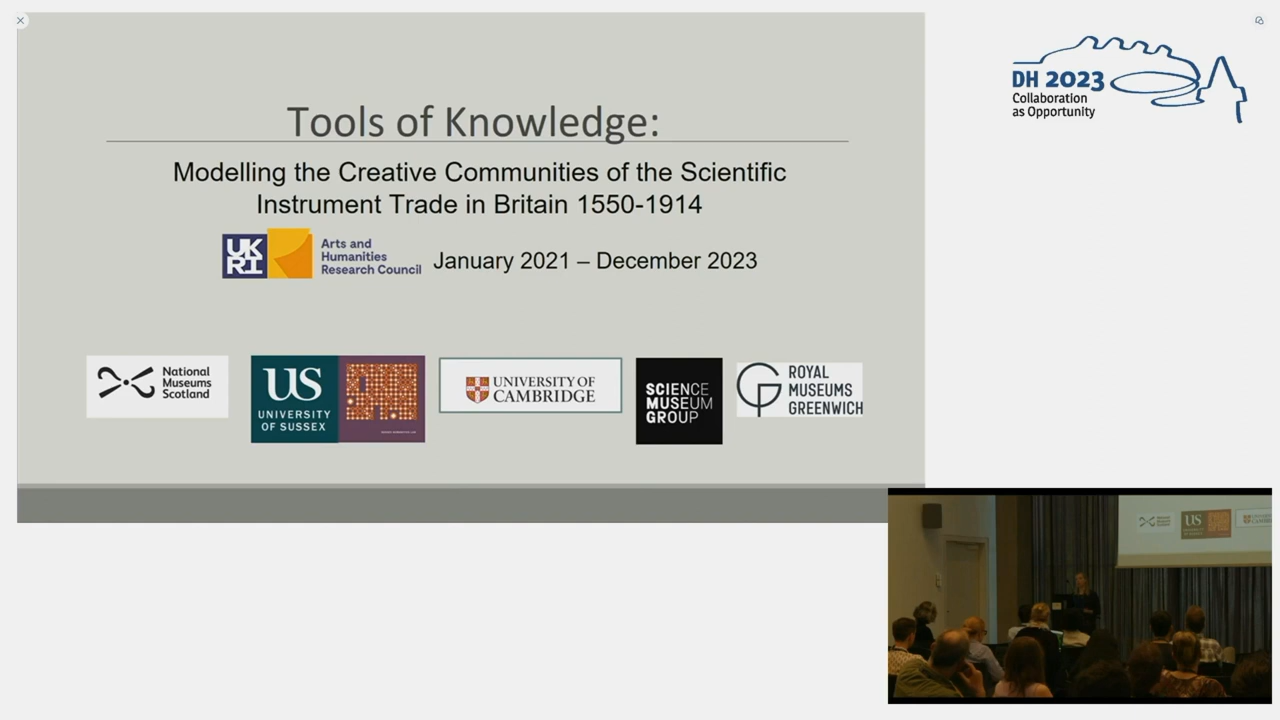 Tools of Knowledge:
Modelling the Creative Communities of the Scientific
Instrument Trade in Britain 1550-1914
UK
RI
Arts and
Humanities
Research Council
January 2021 – December 2023
National
Museums
Scotland
US
UNIVERSITY
OF SUSSEX
UNIVERSITY OF
CAMBRIDGE
SCIENCE
MUSEUM
GROUP
ROYAL
MUSEUMS
GREENWICH
DH 2023
Collaboration
as Opportunity
US